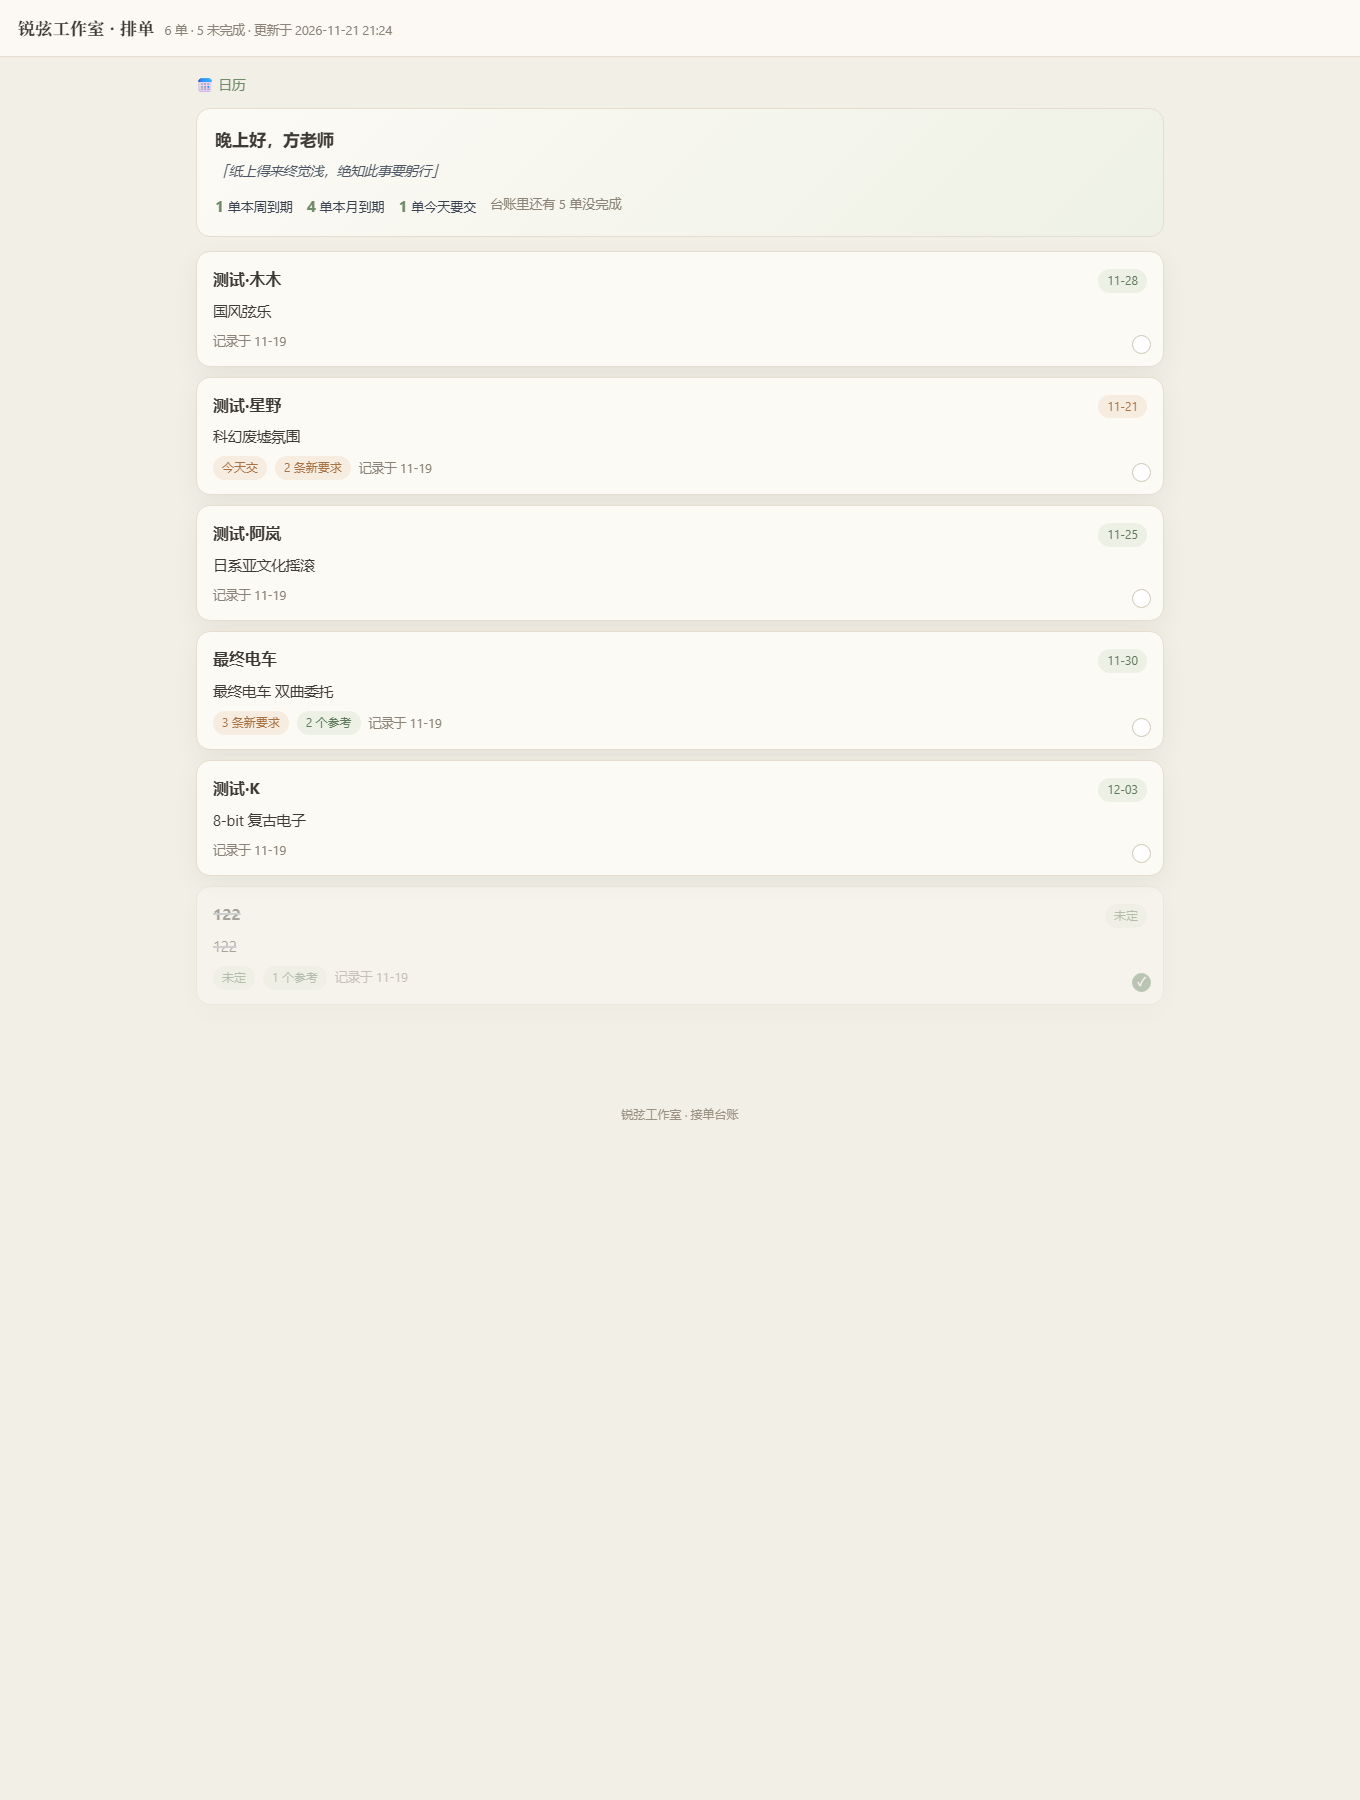 锐弦工作室 · 排单 6 单 · 5 未完成 · 更新于 2026-11-21 21:24
日历
晚上好，方老师
「纸上得来终觉浅，绝知此事要躬行」
1 单本周到期 4 单本月到期 1 单今天要交 台账里还有 5 单没完成
测试·木木 11-28
国风弦乐
记录于 11-19
测试·星野 11-21
科幻废墟氛围
今天交 2 条新要求 记录于 11-19
测试·阿岚 11-25
日系亚文化摇滚
记录于 11-19
最终电车 11-30
最终电车 双曲委托
3 条新要求 2 个参考 记录于 11-19
测试·K 12-03
8-bit 复古电子
记录于 11-19
122 未定
122
未定 1 个参考 记录于 11-19
锐弦工作室 · 接单台账